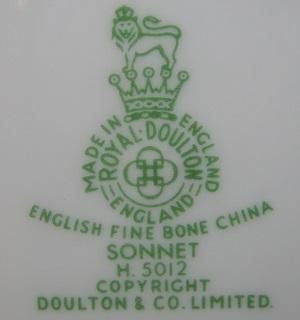 MADE IN ENGLAND
ROYAL·DOULTON
ENGLAND
ENGLISH FINE BONE CHINA
SONNET
H. 5012
COPYRIGHT
DOULTON & CO. LIMITED.